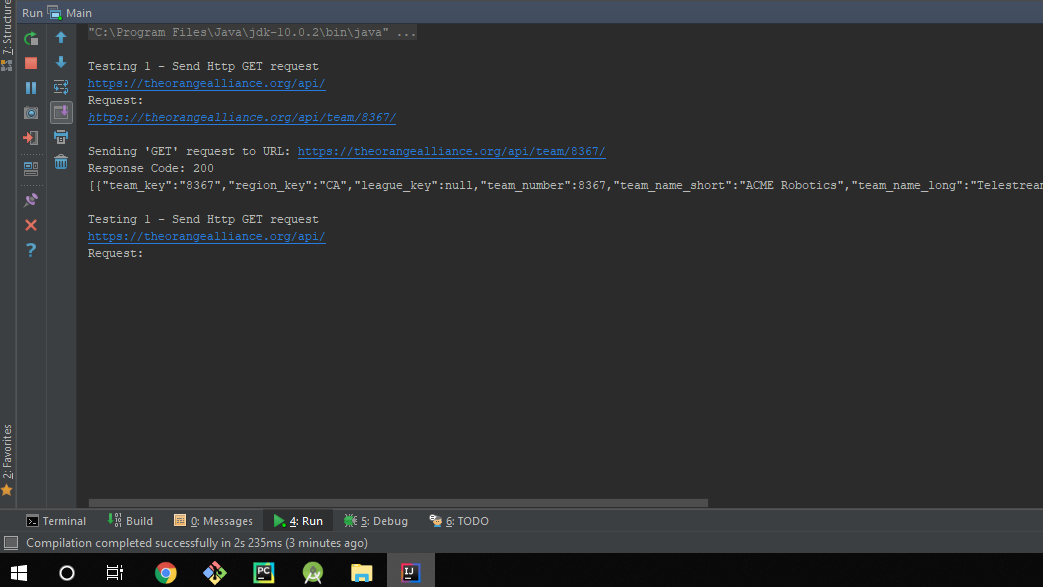 Run Main
7: Structure
"C:\Program Files\Java\jdk-10.0.2\bin\java" ...
Testing 1 - Send Http GET request
https://theorangealliance.org/api/
Request:
https://theorangealliance.org/api/team/8367/
Sending 'GET' request to URL: https://theorangealliance.org/api/team/8367/
Response Code: 200
[{"team_key":"8367","region_key":"CA","league_key":null,"team_number":8367,"team_name_short":"ACME Robotics","team_name_long":"Telestream
Testing 1 - Send Http GET request
https://theorangealliance.org/api/
Request:
?
2: Favorites
Terminal Build 0: Messages 4: Run 5: Debug 6: TODO
Compilation completed successfully in 2s 235ms (3 minutes ago)
PC IJ